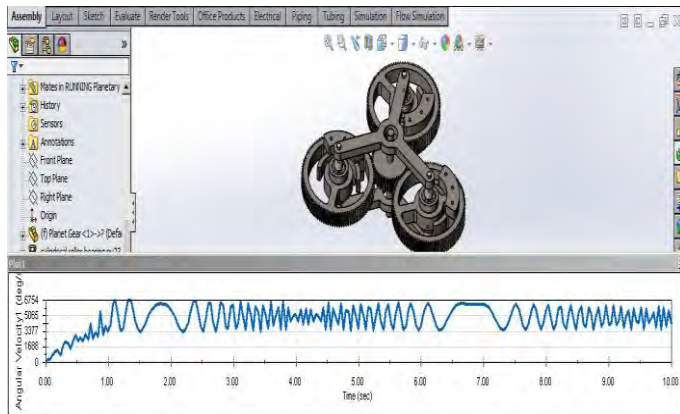 Assembly Layout Sketch Evaluate Render Tools Office Products Electrical Piping Tubing Simulation Flow Simulation
Mates in RUNNING Planetary
History
Sensors
Annotations
Front Plane
Top Plane
Right Plane
Origin
(f) Planet Gear<1>->? (Defau
Angular Velocity1 (deg/
6754
5065
3377
1688
0
0.00 1.00 2.00 3.00 4.00 5.00 6.00 7.00 8.00 9.00 10.00
Time (sec)